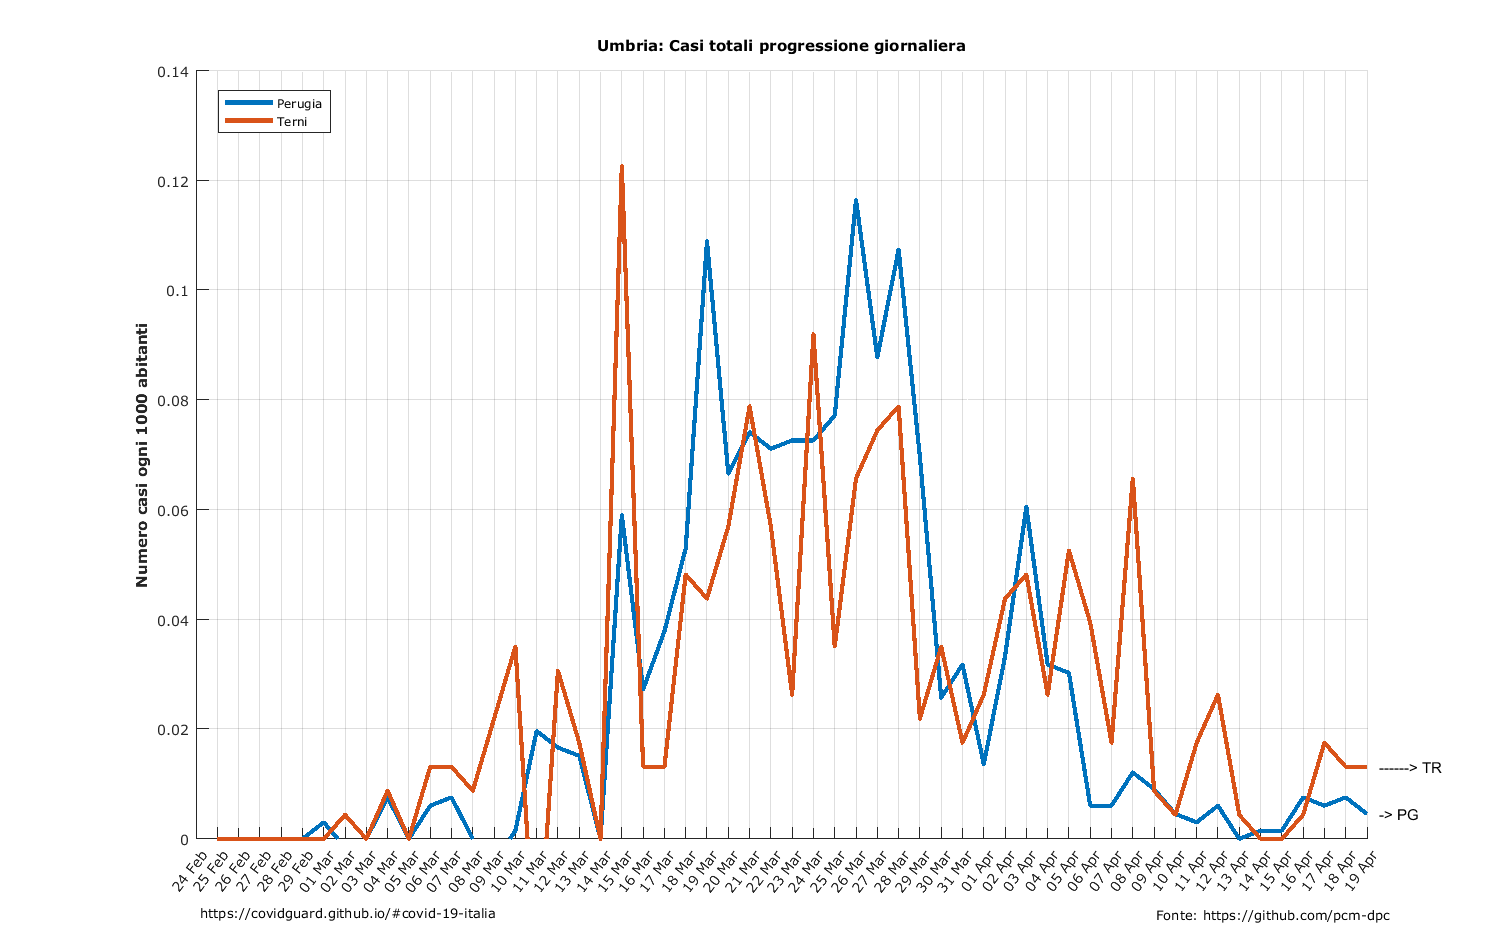 Umbria: Casi totali progressione giornaliera
Perugia
Terni
Numero casi ogni 1000 abitanti
0.14
0.12
0.1
0.08
0.06
0.04
0.02
0
------> TR
-> PG
24 Feb
25 Feb
26 Feb
27 Feb
28 Feb
29 Feb
01 Mar
02 Mar
03 Mar
04 Mar
05 Mar
06 Mar
07 Mar
08 Mar
09 Mar
10 Mar
11 Mar
12 Mar
13 Mar
14 Mar
15 Mar
16 Mar
17 Mar
18 Mar
19 Mar
20 Mar
21 Mar
22 Mar
23 Mar
24 Mar
25 Mar
26 Mar
27 Mar
28 Mar
29 Mar
30 Mar
31 Mar
01 Apr
02 Apr
03 Apr
04 Apr
05 Apr
06 Apr
07 Apr
08 Apr
09 Apr
10 Apr
11 Apr
12 Apr
13 Apr
14 Apr
15 Apr
16 Apr
17 Apr
18 Apr
19 Apr
https://covidguard.github.io/#covid-19-italia
Fonte: https://github.com/pcm-dpc